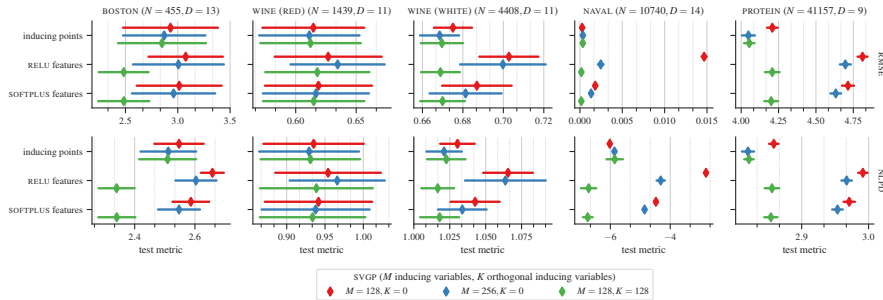 BOSTON (N = 455, D = 13)
WINE (RED) (N = 1439, D = 11)
WINE (WHITE) (N = 4408, D = 11)
NAVAL (N = 10740, D = 14)
PROTEIN (N = 41157, D = 9)
inducing points
RELU features
SOFTPLUS features
RMSE
2.5 3.0 3.5
0.60 0.65
0.66 0.68 0.70 0.72
0.000 0.005 0.010 0.015
4.00 4.25 4.50 4.75
inducing points
RELU features
SOFTPLUS features
NLPD
2.4 2.6
0.90 0.95 1.00
1.000 1.025 1.050 1.075
−6 −4
2.9 3.0
test metric test metric test metric test metric test metric
SVGP (M inducing variables, K orthogonal inducing variables)
M = 128, K = 0 M = 256, K = 0 M = 128, K = 128